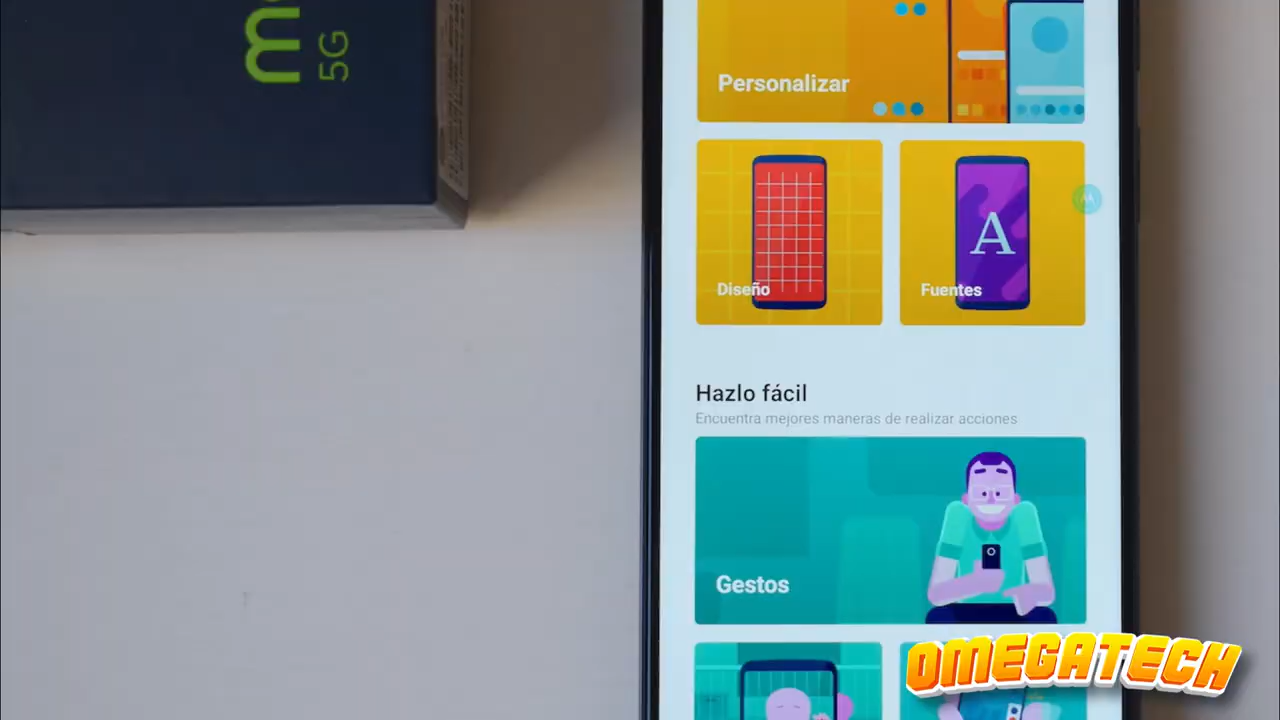 5G
Personalizar
Diseño
A
Fuentes
Hazlo fácil
Encuentra mejores maneras de realizar acciones
Gestos
OMEGATECH